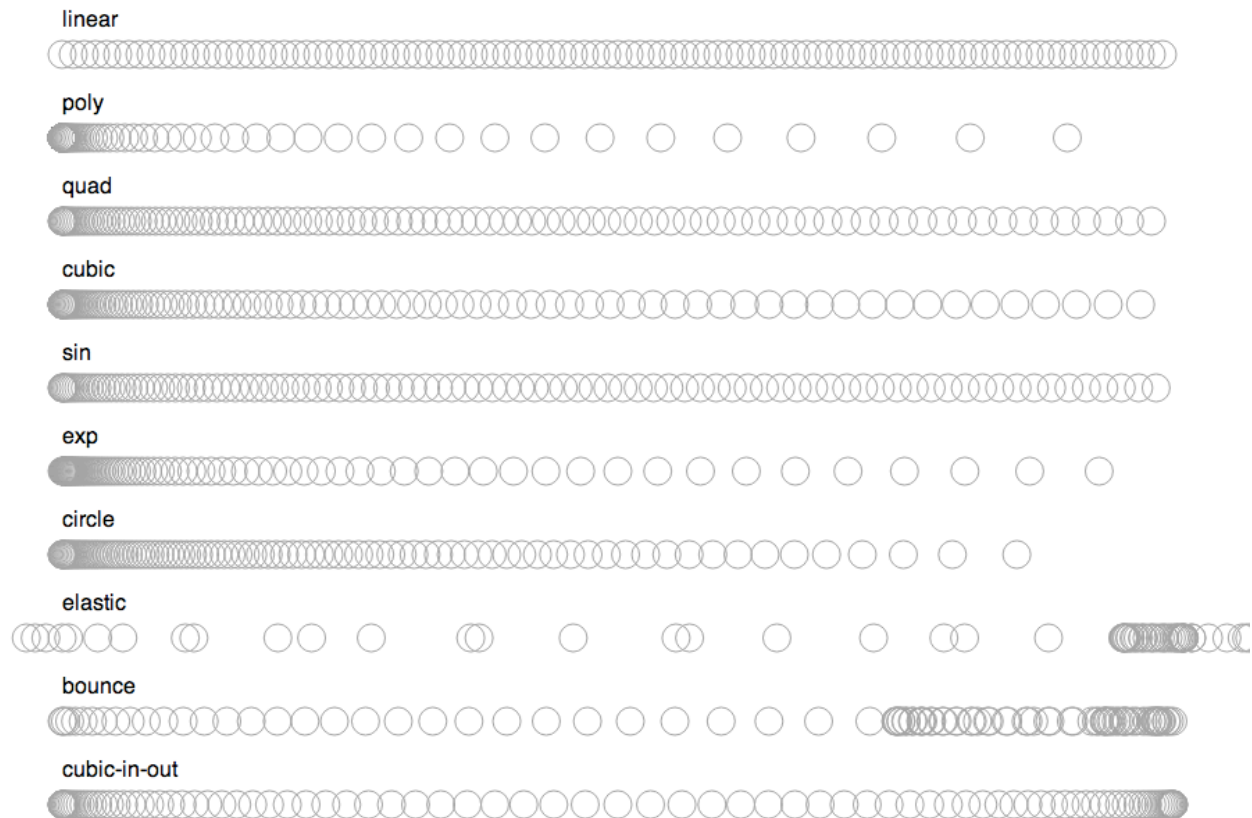 linear
poly
quad
cubic
sin
exp
circle
elastic
bounce
cubic-in-out